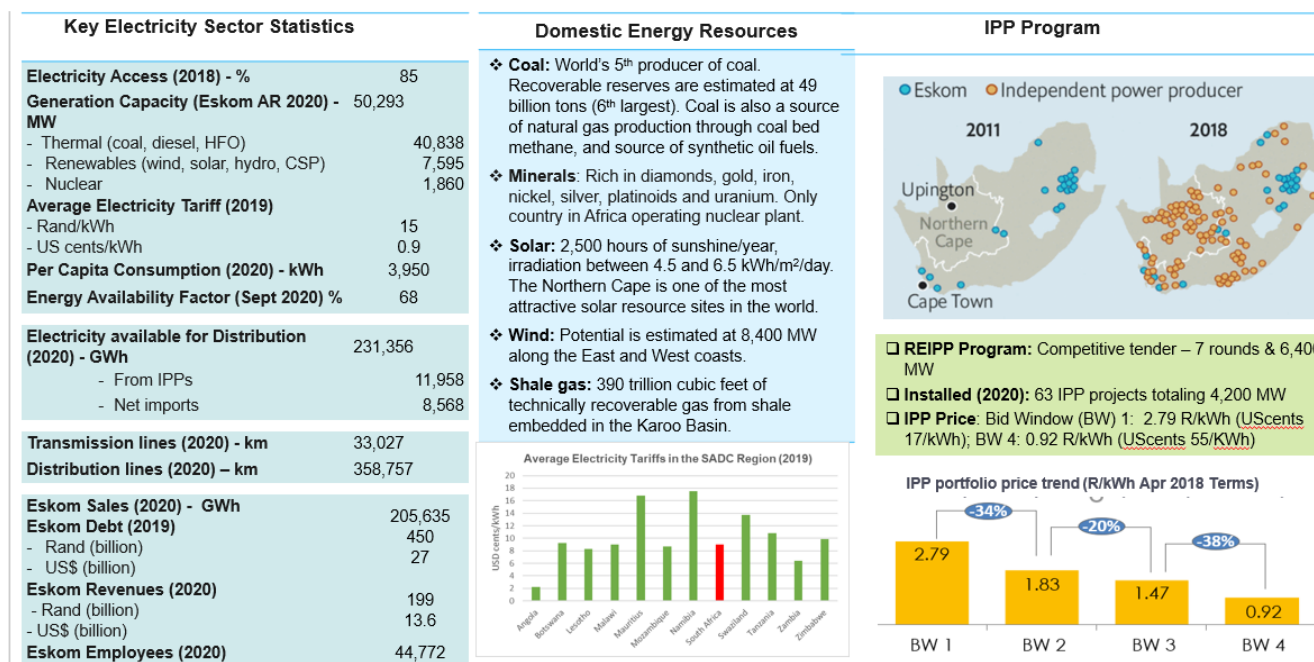 Key Electricity Sector Statistics
Electricity Access (2018) - % 85
Generation Capacity (Eskom AR 2020) - 50,293
MW
- Thermal (coal, diesel, HFO) 40,838
- Renewables (wind, solar, hydro, CSP) 7,595
- Nuclear 1,860
Average Electricity Tariff (2019)
- Rand/kWh 15
- US cents/kWh 0.9
Per Capita Consumption (2020) - kWh 3,950
Energy Availability Factor (Sept 2020) % 68
Electricity available for Distribution
(2020) - GWh 231,356
- From IPPs 11,958
- Net imports 8,568
Transmission lines (2020) - km 33,027
Distribution lines (2020) – km 358,757
Eskom Sales (2020) - GWh 205,635
Eskom Debt (2019)
- Rand (billion) 450
- US$ (billion) 27
Eskom Revenues (2020)
- Rand (billion) 199
- US$ (billion) 13.6
Eskom Employees (2020) 44,772
Domestic Energy Resources
❖ Coal: World's 5th producer of coal.
Recoverable reserves are estimated at 49
billion tons (6th largest). Coal is also a source
of natural gas production through coal bed
methane, and source of synthetic oil fuels.
❖ Minerals: Rich in diamonds, gold, iron,
nickel, silver, platinoids and uranium. Only
country in Africa operating nuclear plant.
❖ Solar: 2,500 hours of sunshine/year,
irradiation between 4.5 and 6.5 kWh/m²/day.
The Northern Cape is one of the most
attractive solar resource sites in the world.
❖ Wind: Potential is estimated at 8,400 MW
along the East and West coasts.
❖ Shale gas: 390 trillion cubic feet of
technically recoverable gas from shale
embedded in the Karoo Basin.
Average Electricity Tariffs in the SADC Region (2019)
USD cents/kWh
20
18
16
14
12
10
8
6
4
2
0
Angola
Botswana
Lesotho
Malawi
Mauritius
Mozambique
Namibia
South Africa
Swaziland
Tanzania
Zambia
Zimbabwe
IPP Program
Eskom Independent power producer
2011 2018
Upington
Northern
Cape
Cape Town
❑ REIPP Program: Competitive tender – 7 rounds & 6,400
MW
❑ Installed (2020): 63 IPP projects totaling 4,200 MW
❑ IPP Price: Bid Window (BW) 1: 2.79 R/kWh (UScents
17/kWh); BW 4: 0.92 R/kWh (UScents 55/KWh)
IPP portfolio price trend (R/kWh Apr 2018 Terms)
-34%
-20%
-38%
2.79
1.83
1.47
0.92
BW 1 BW 2 BW 3 BW 4